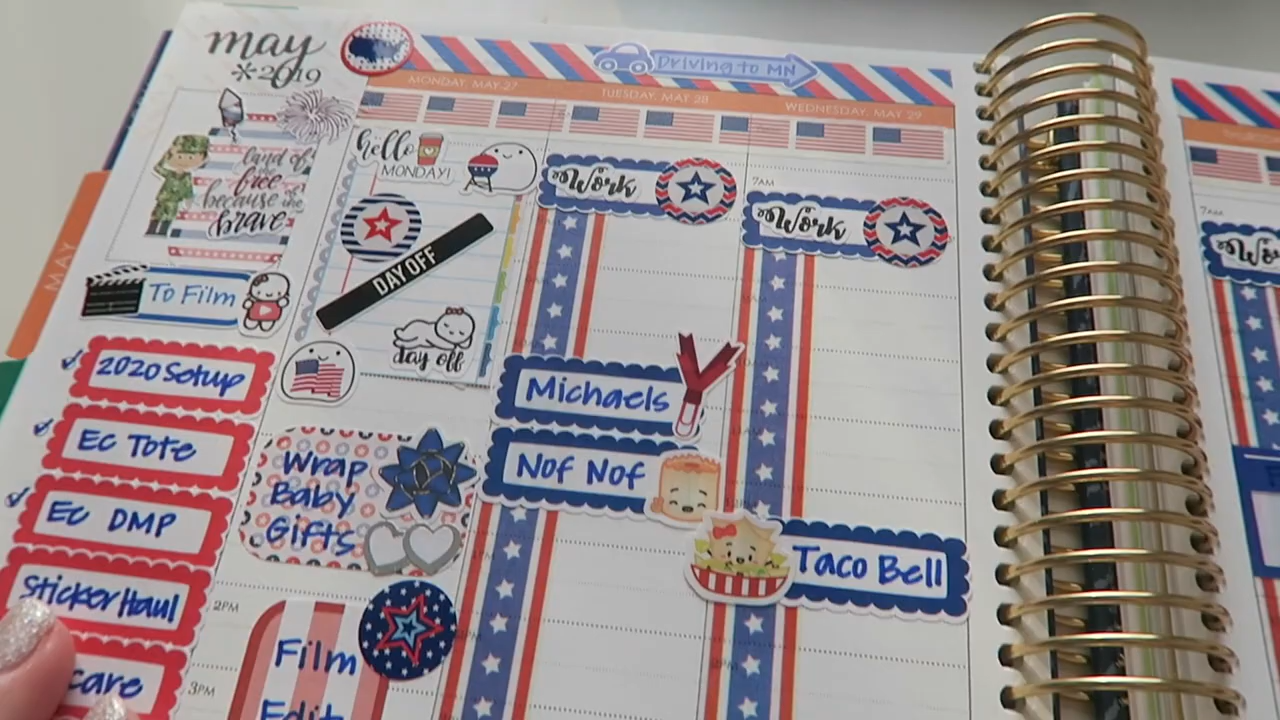 may
*2019
Driving to MN
MONDAY, MAY 27
TUESDAY, MAY 28
WEDNESDAY, MAY 29
land of
the
free
because the
brave
hello
MONDAY!
DAY OFF
day off
Work
7AM
Work
7AM
MAY
To Film
2020 Setup
Ec Tote
Ec DMP
Sticker Haul
care
Wrap
Baby
Gifts
Michaels
Nof Nof
Taco Bell
2PM
Film
Edit
3PM